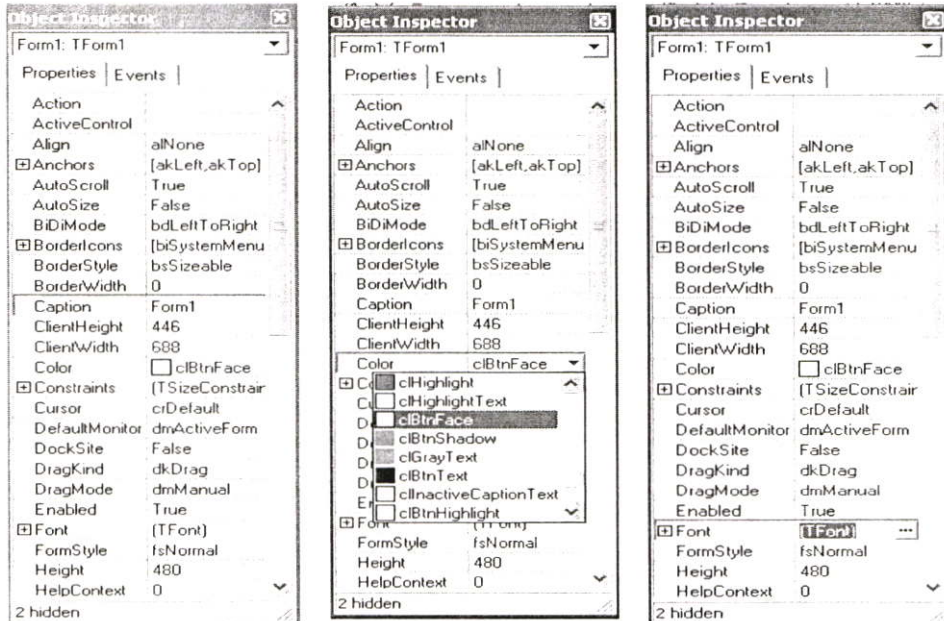 Object Inspector
Form1: TForm1
Properties Events
Action
ActiveControl
Align alNone
Anchors [akLeft,akTop]
AutoScroll True
AutoSize False
BiDiMode bdLeftToRight
BorderIcons [biSystemMenu
BorderStyle bsSizeable
BorderWidth 0
Caption Form1
ClientHeight 446
ClientWidth 688
Color clBtnFace
Constraints (TSizeConstrair
Cursor crDefault
DefaultMonitor dmActiveForm
DockSite False
DragKind dkDrag
DragMode dmManual
Enabled True
Font (TFont)
FormStyle fsNormal
Height 480
HelpContext 0
2 hidden
Object Inspector
Form1: TForm1
Properties Events
Action
ActiveControl
Align alNone
Anchors [akLeft,akTop]
AutoScroll True
AutoSize False
BiDiMode bdLeftToRight
BorderIcons [biSystemMenu
BorderStyle bsSizeable
BorderWidth 0
Caption Form1
ClientHeight 446
ClientWidth 688
Color clBtnFace
clHighlight
clHighlightText
clBtnFace
clBtnShadow
clGrayText
clBtnText
clInactiveCaptionText
clBtnHighlight
Font (TFont)
FormStyle fsNormal
Height 480
HelpContext 0
2 hidden
Object Inspector
Form1: TForm1
Properties Events
Action
ActiveControl
Align alNone
Anchors [akLeft,akTop]
AutoScroll True
AutoSize False
BiDiMode bdLeftToRight
BorderIcons [biSystemMenu
BorderStyle bsSizeable
BorderWidth 0
Caption Form1
ClientHeight 446
ClientWidth 688
Color clBtnFace
Constraints (TSizeConstrair
Cursor crDefault
DefaultMonitor dmActiveForm
DockSite False
DragKind dkDrag
DragMode dmManual
Enabled True
Font (TFont) ...
FormStyle fsNormal
Height 480
HelpContext 0
2 hidden